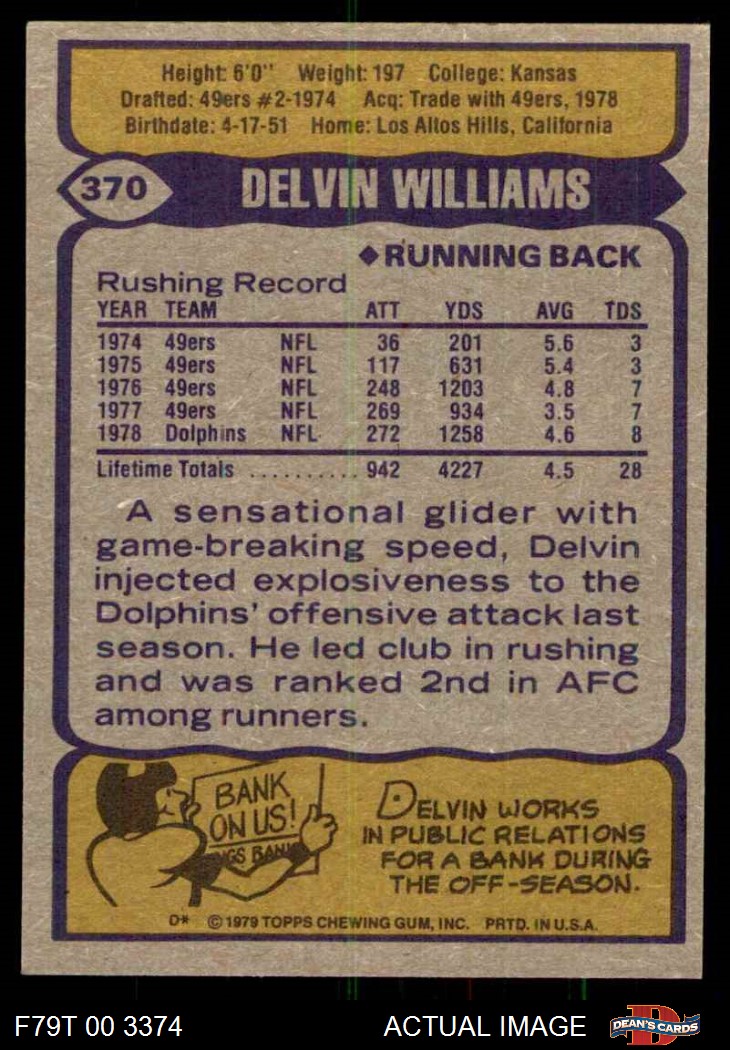 Height: 6'0" Weight: 197 College: Kansas
Drafted: 49ers #2-1974 Acq: Trade with 49ers, 1978
Birthdate: 4-17-51 Home: Los Altos Hills, California
370 DELVIN WILLIAMS
◆RUNNING BACK
Rushing Record
YEAR TEAM ATT YDS AVG TDS
1974 49ers NFL 36 201 5.6 3
1975 49ers NFL 117 631 5.4 3
1976 49ers NFL 248 1203 4.8 7
1977 49ers NFL 269 934 3.5 7
1978 Dolphins NFL 272 1258 4.6 8
Lifetime Totals .......... 942 4227 4.5 28
A sensational glider with
game-breaking speed, Delvin
injected explosiveness to the
Dolphins' offensive attack last
season. He led club in rushing
and was ranked 2nd in AFC
among runners.
BANK
ON US!
NGS BANK
DELVIN WORKS
IN PUBLIC RELATIONS
FOR A BANK DURING
THE OFF-SEASON.
D* ©1979 TOPPS CHEWING GUM, INC. PRTD. IN U.S.A.
F79T 00 3374 ACTUAL IMAGE DEAN'S CARDS